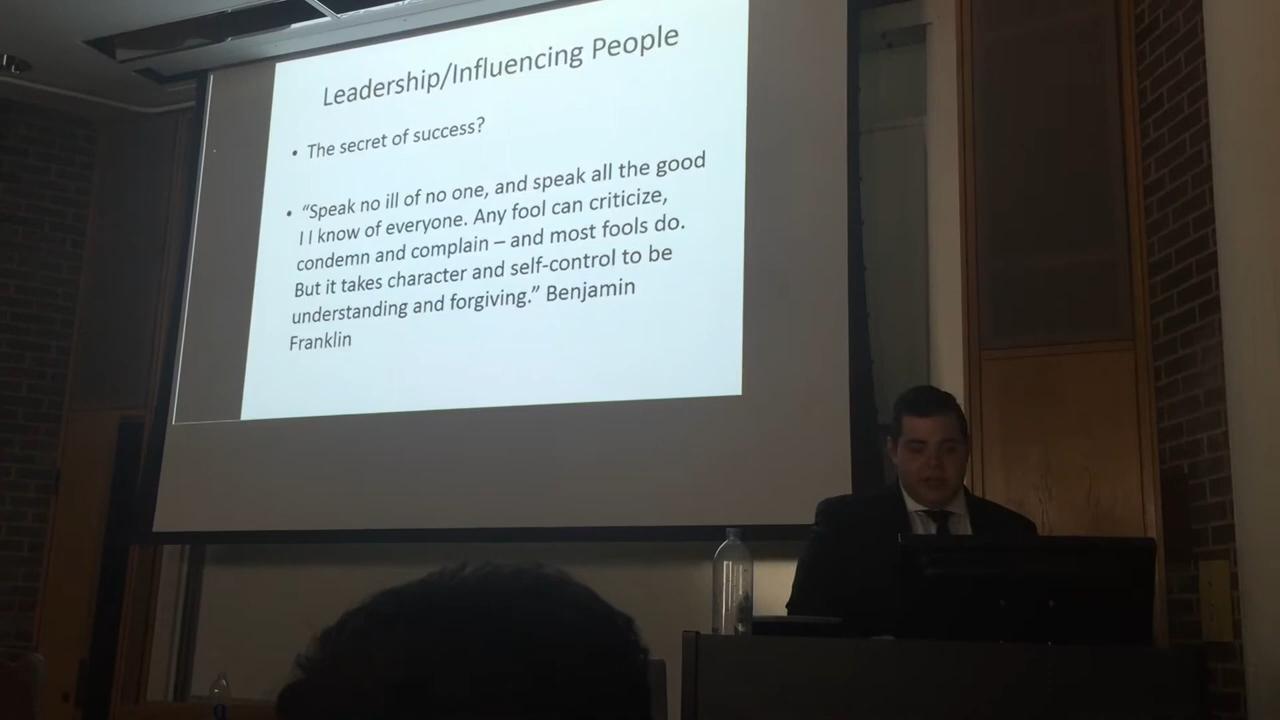 Leadership/Influencing People
• The secret of success?
• “Speak no ill of no one, and speak all the good
I I know of everyone. Any fool can criticize,
condemn and complain – and most fools do.
But it takes character and self-control to be
understanding and forgiving.” Benjamin
Franklin